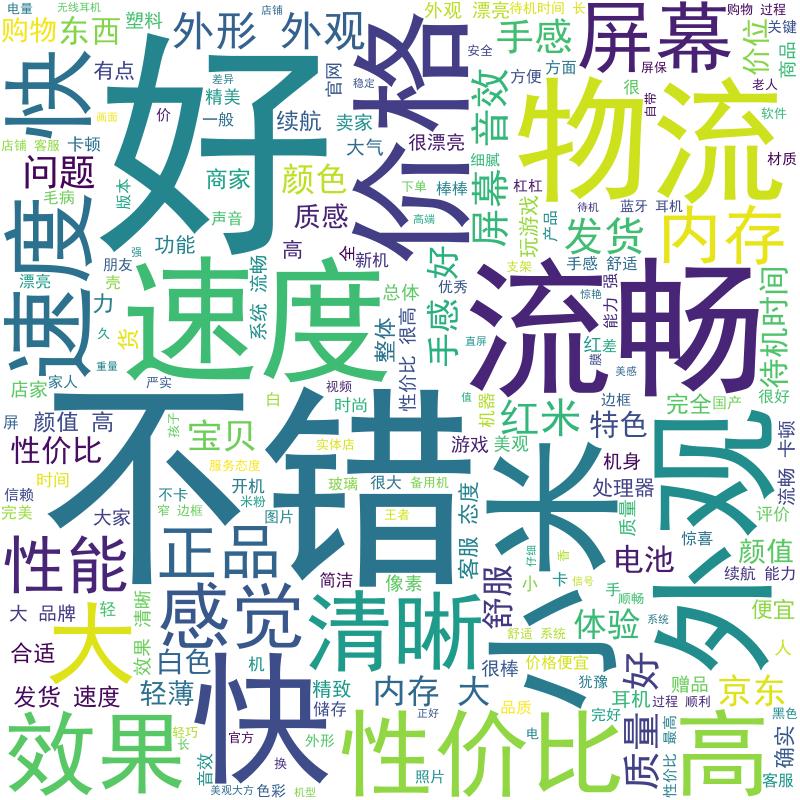 电量
无线耳机
店铺
塑料
外观 漂亮
待机时间 长
购物 过程
购物
东西
外形 外观
手感
屏幕
价位
关键
商品
快
有点
差异
精美
官网
安全
稳定
格
价格
音效
方便
方面
很
屏保
自带
老人
画面
价
一般
续航
卖家
很漂亮
细腻
物流
软件
店铺 客服
卡顿
好
大气
材质
问题
毛病
版本
商家
颜色
下单
棒棒
杠杠
待机
蓝牙 耳机
声音
质感
高端
屏幕
玩游戏
产品
发货
内存
速度
功能
高
全
新机
手感 好
支架
手感 舒适
朋友
漂亮
壳
强
系统 流畅
总体
优秀
惊艳
能力 强
力
久
货
速度
整体
性价比 很高
直屏
流畅
红差
膜
美感
待机时间
重量
店家
家人
严实
视频
白
时尚
值
机器
边框
国产
很好
屏
颜值 高
孩子
宝贝
实体店
红米
特色
完全
性价比
服务态度
游戏
美观
机身
流畅 卡顿
时间
信赖
不错
很大
备用机
处理器
完美
大家
不卡
米粉
开机
玻璃
窄 边框
图片
王者
客服 态度
小米
质量
外观
惊喜
评价
性能
正品
仔细
音
电池
颜值
简洁
像素
舒服
小
卡
信号
手
顺畅
续航 能力
大 品牌
轻
大
效果 清晰
感觉
清晰
舒适 系统
体验
系统
便宜
合适
白色
机
很棒
价格便宜
犹豫
质量 好
人
发货 速度
轻薄
快
精致
储存
内存 大
品质
耳机
赠品
过程
顺利
京东
效果
轻巧
长
官方
外形
正好
性价比 高
完好
性价比 最高
黑色
确实
音效
换
照片
电
客服
美观大方
色彩
机型